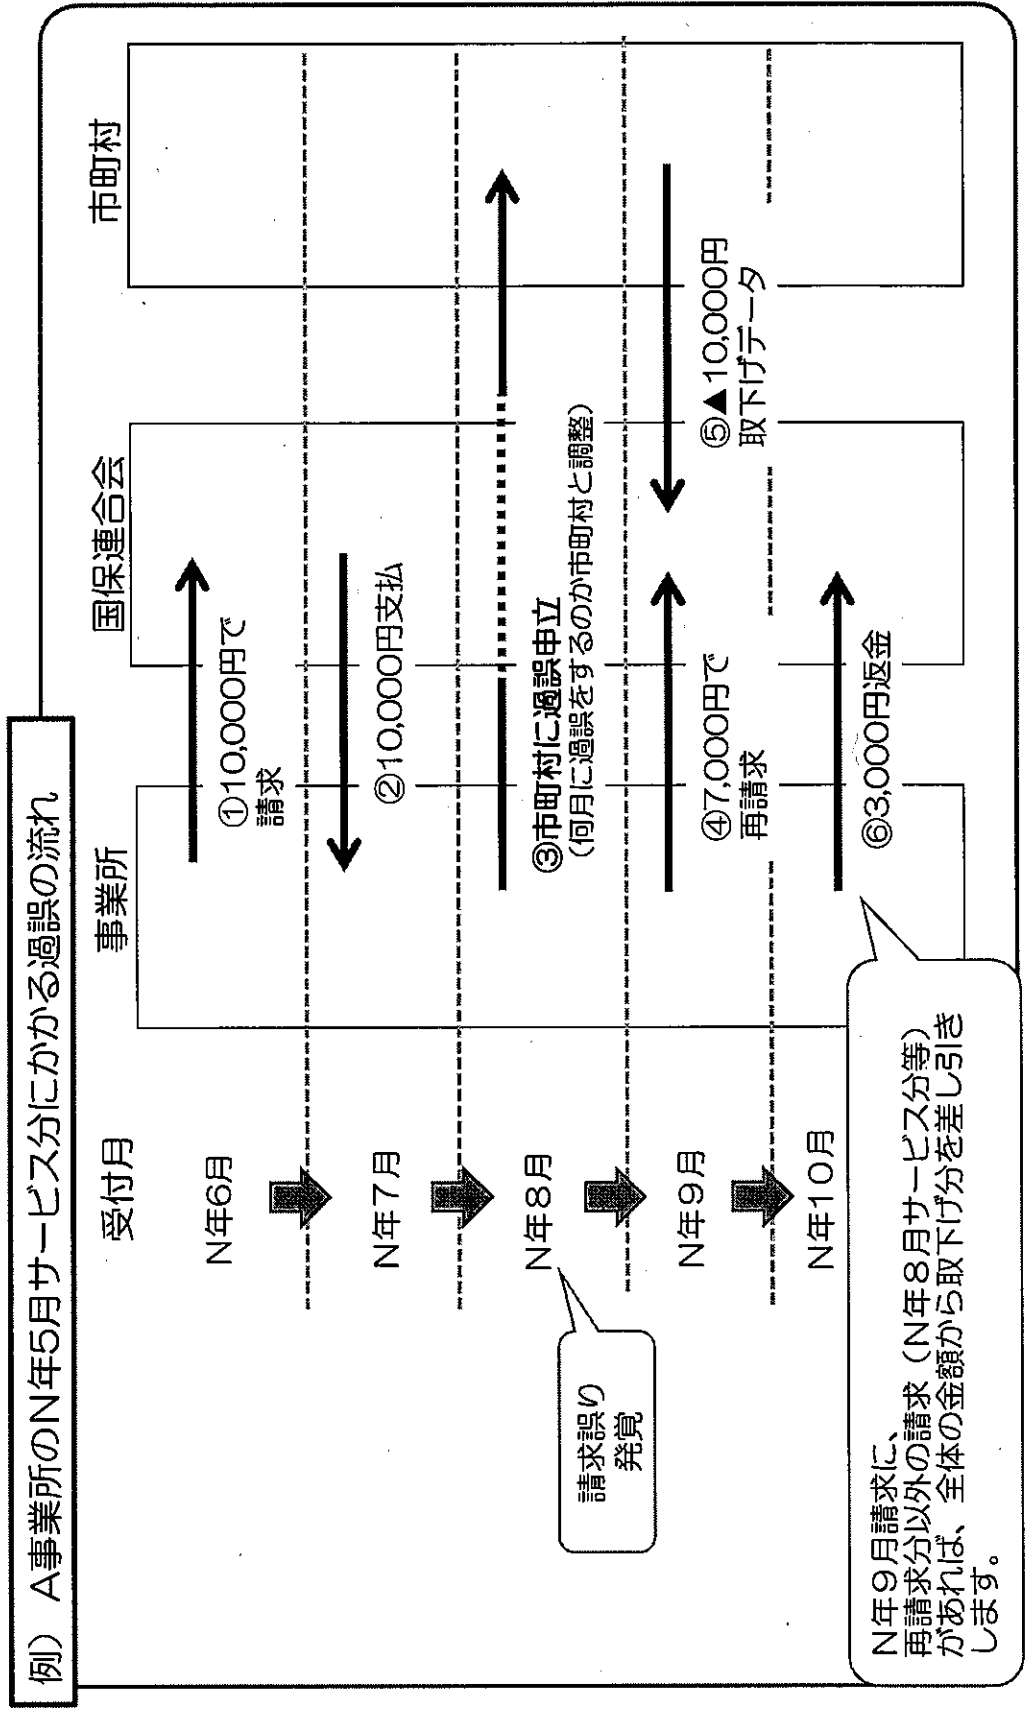 例） A事業所のN年5月サービス分にかかる過誤の流れ
受付月
事業所
国保連合会
市町村
N年6月
①10,000円で
請求
N年7月
②10,000円支払
N年8月
請求誤り
発覚
③市町村に過誤申立
（何月に過誤をするのか市町村と調整）
N年9月
④7,000円で
再請求
⑤▲10,000円
取下げデータ
N年10月
⑥3,000円返金
N年9月請求に、
再請求分以外の請求（N年8月サービス分等）
があれば、全体の金額から取下げ分を差し引き
します。